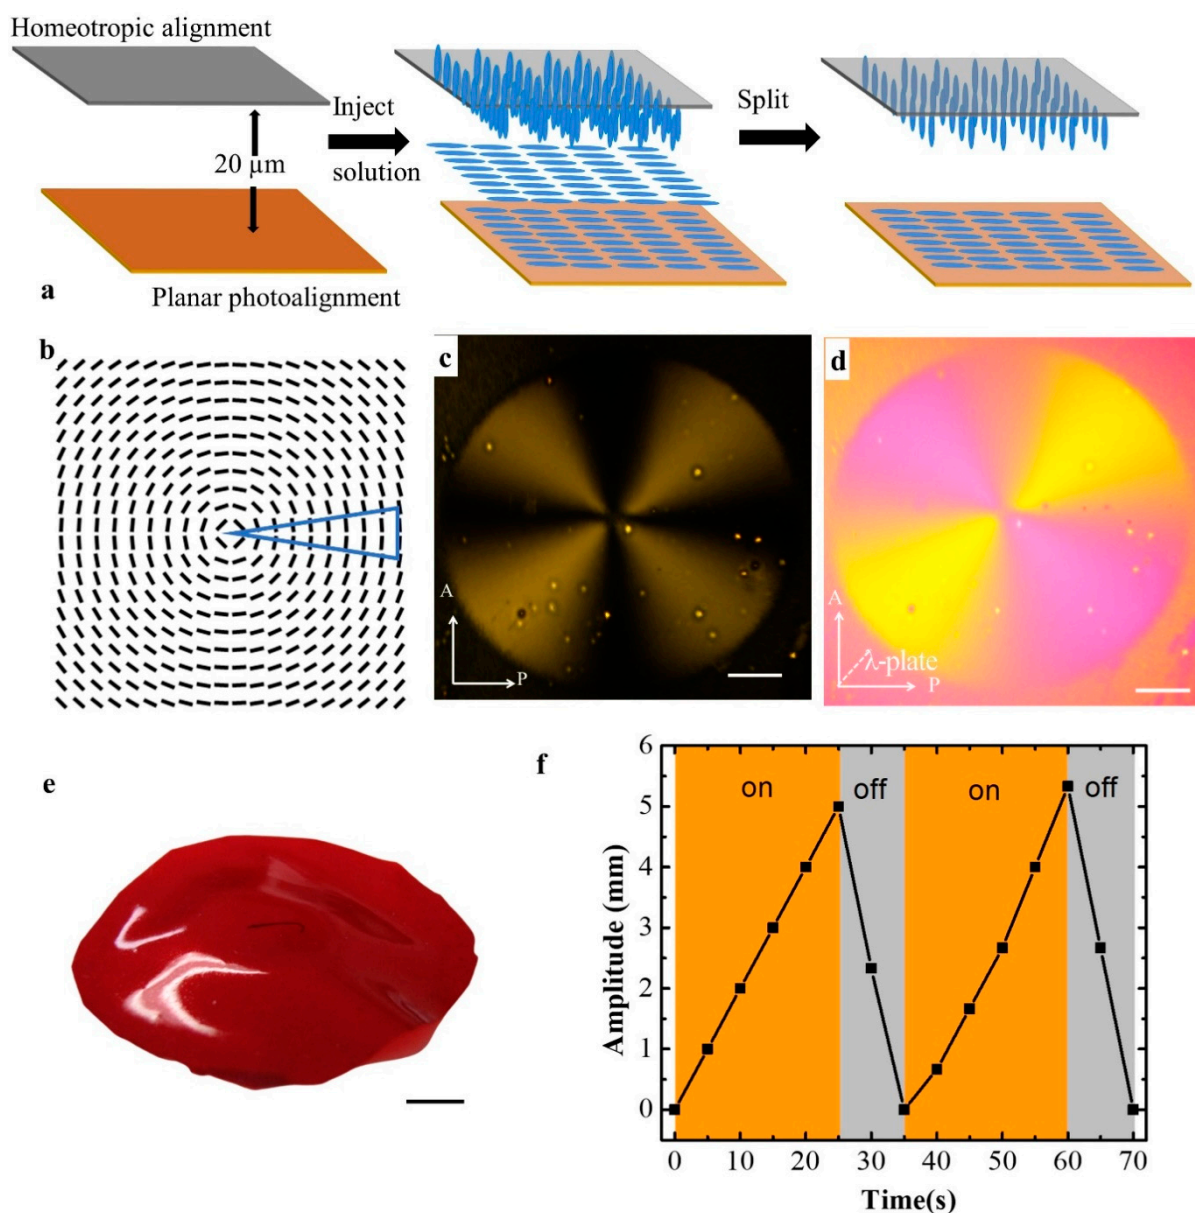 Homeotropic alignment
20 µm
Planar photoalignment
Inject
solution
Split
a
b
c
A
P
d
A
λ-plate
P
e
f
Amplitude (mm)
6
5
4
3
2
1
0
on
off
on
off
0 10 20 30 40 50 60 70
Time(s)